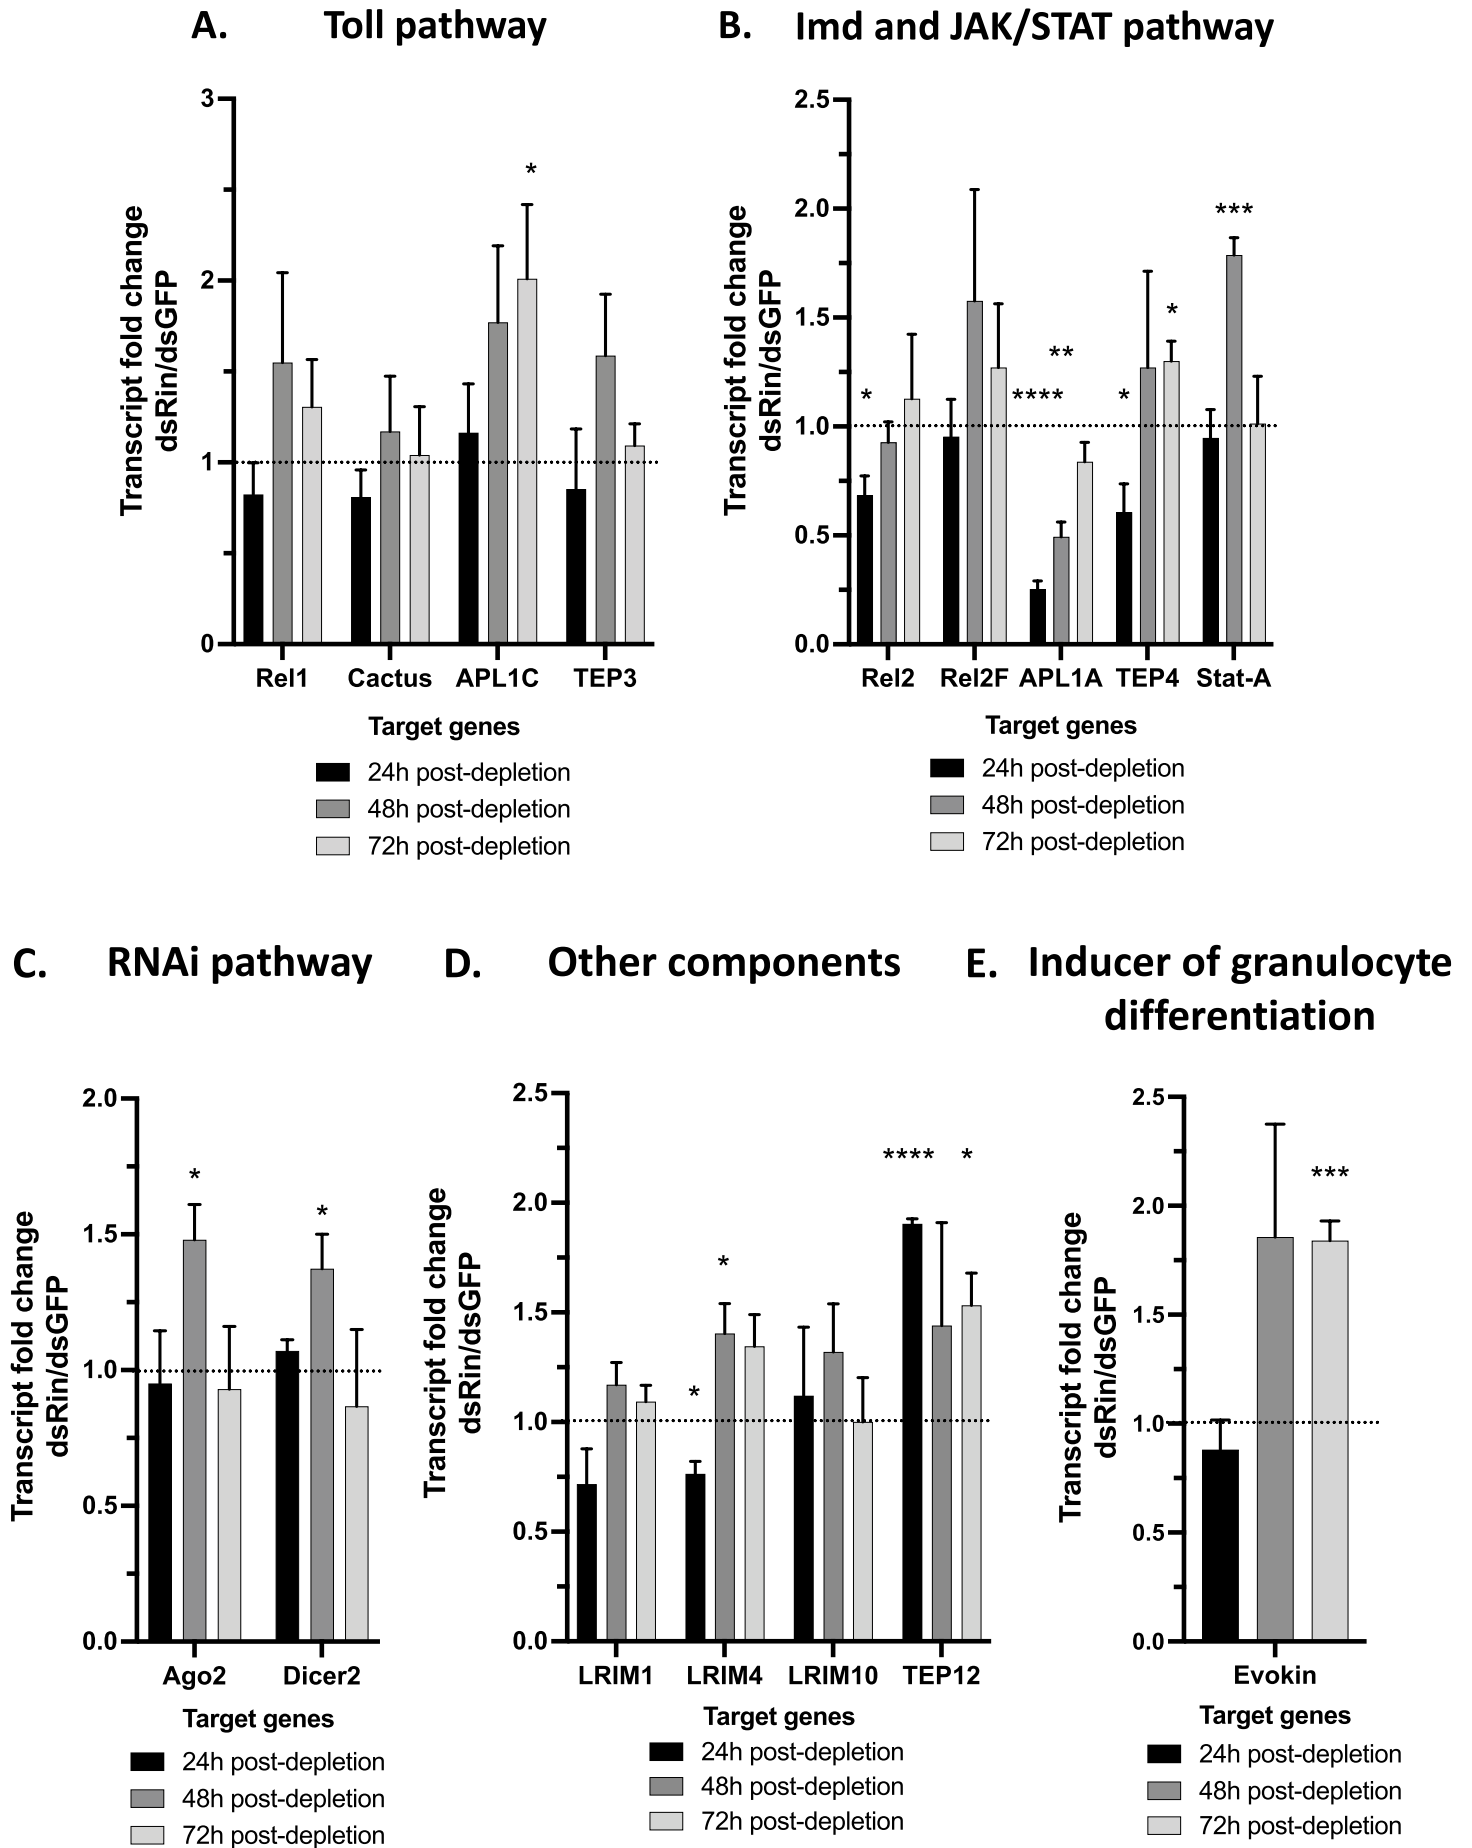 A. Toll pathway
3
2
1
0
Transcript fold change
dsRin/dsGFP
*
Rel1 Cactus APL1C TEP3
Target genes
24h post-depletion
48h post-depletion
72h post-depletion
B. Imd and JAK/STAT pathway
2.5
2.0
1.5
1.0
0.5
0.0
Transcript fold change
dsRin/dsGFP
* **** ** * * ***
Rel2 Rel2F APL1A TEP4 Stat-A
Target genes
24h post-depletion
48h post-depletion
72h post-depletion
C. RNAi pathway
2.0
1.5
1.0
0.5
0.0
Transcript fold change
dsRin/dsGFP
* *
Ago2 Dicer2
Target genes
24h post-depletion
48h post-depletion
72h post-depletion
D. Other components
2.5
2.0
1.5
1.0
0.5
0.0
Transcript fold change
dsRin/dsGFP
* * **** *
LRIM1 LRIM4 LRIM10 TEP12
Target genes
24h post-depletion
48h post-depletion
72h post-depletion
E. Inducer of granulocyte
differentiation
2.5
2.0
1.5
1.0
0.5
0.0
Transcript fold change
dsRin/dsGFP
***
Evokin
Target genes
24h post-depletion
48h post-depletion
72h post-depletion